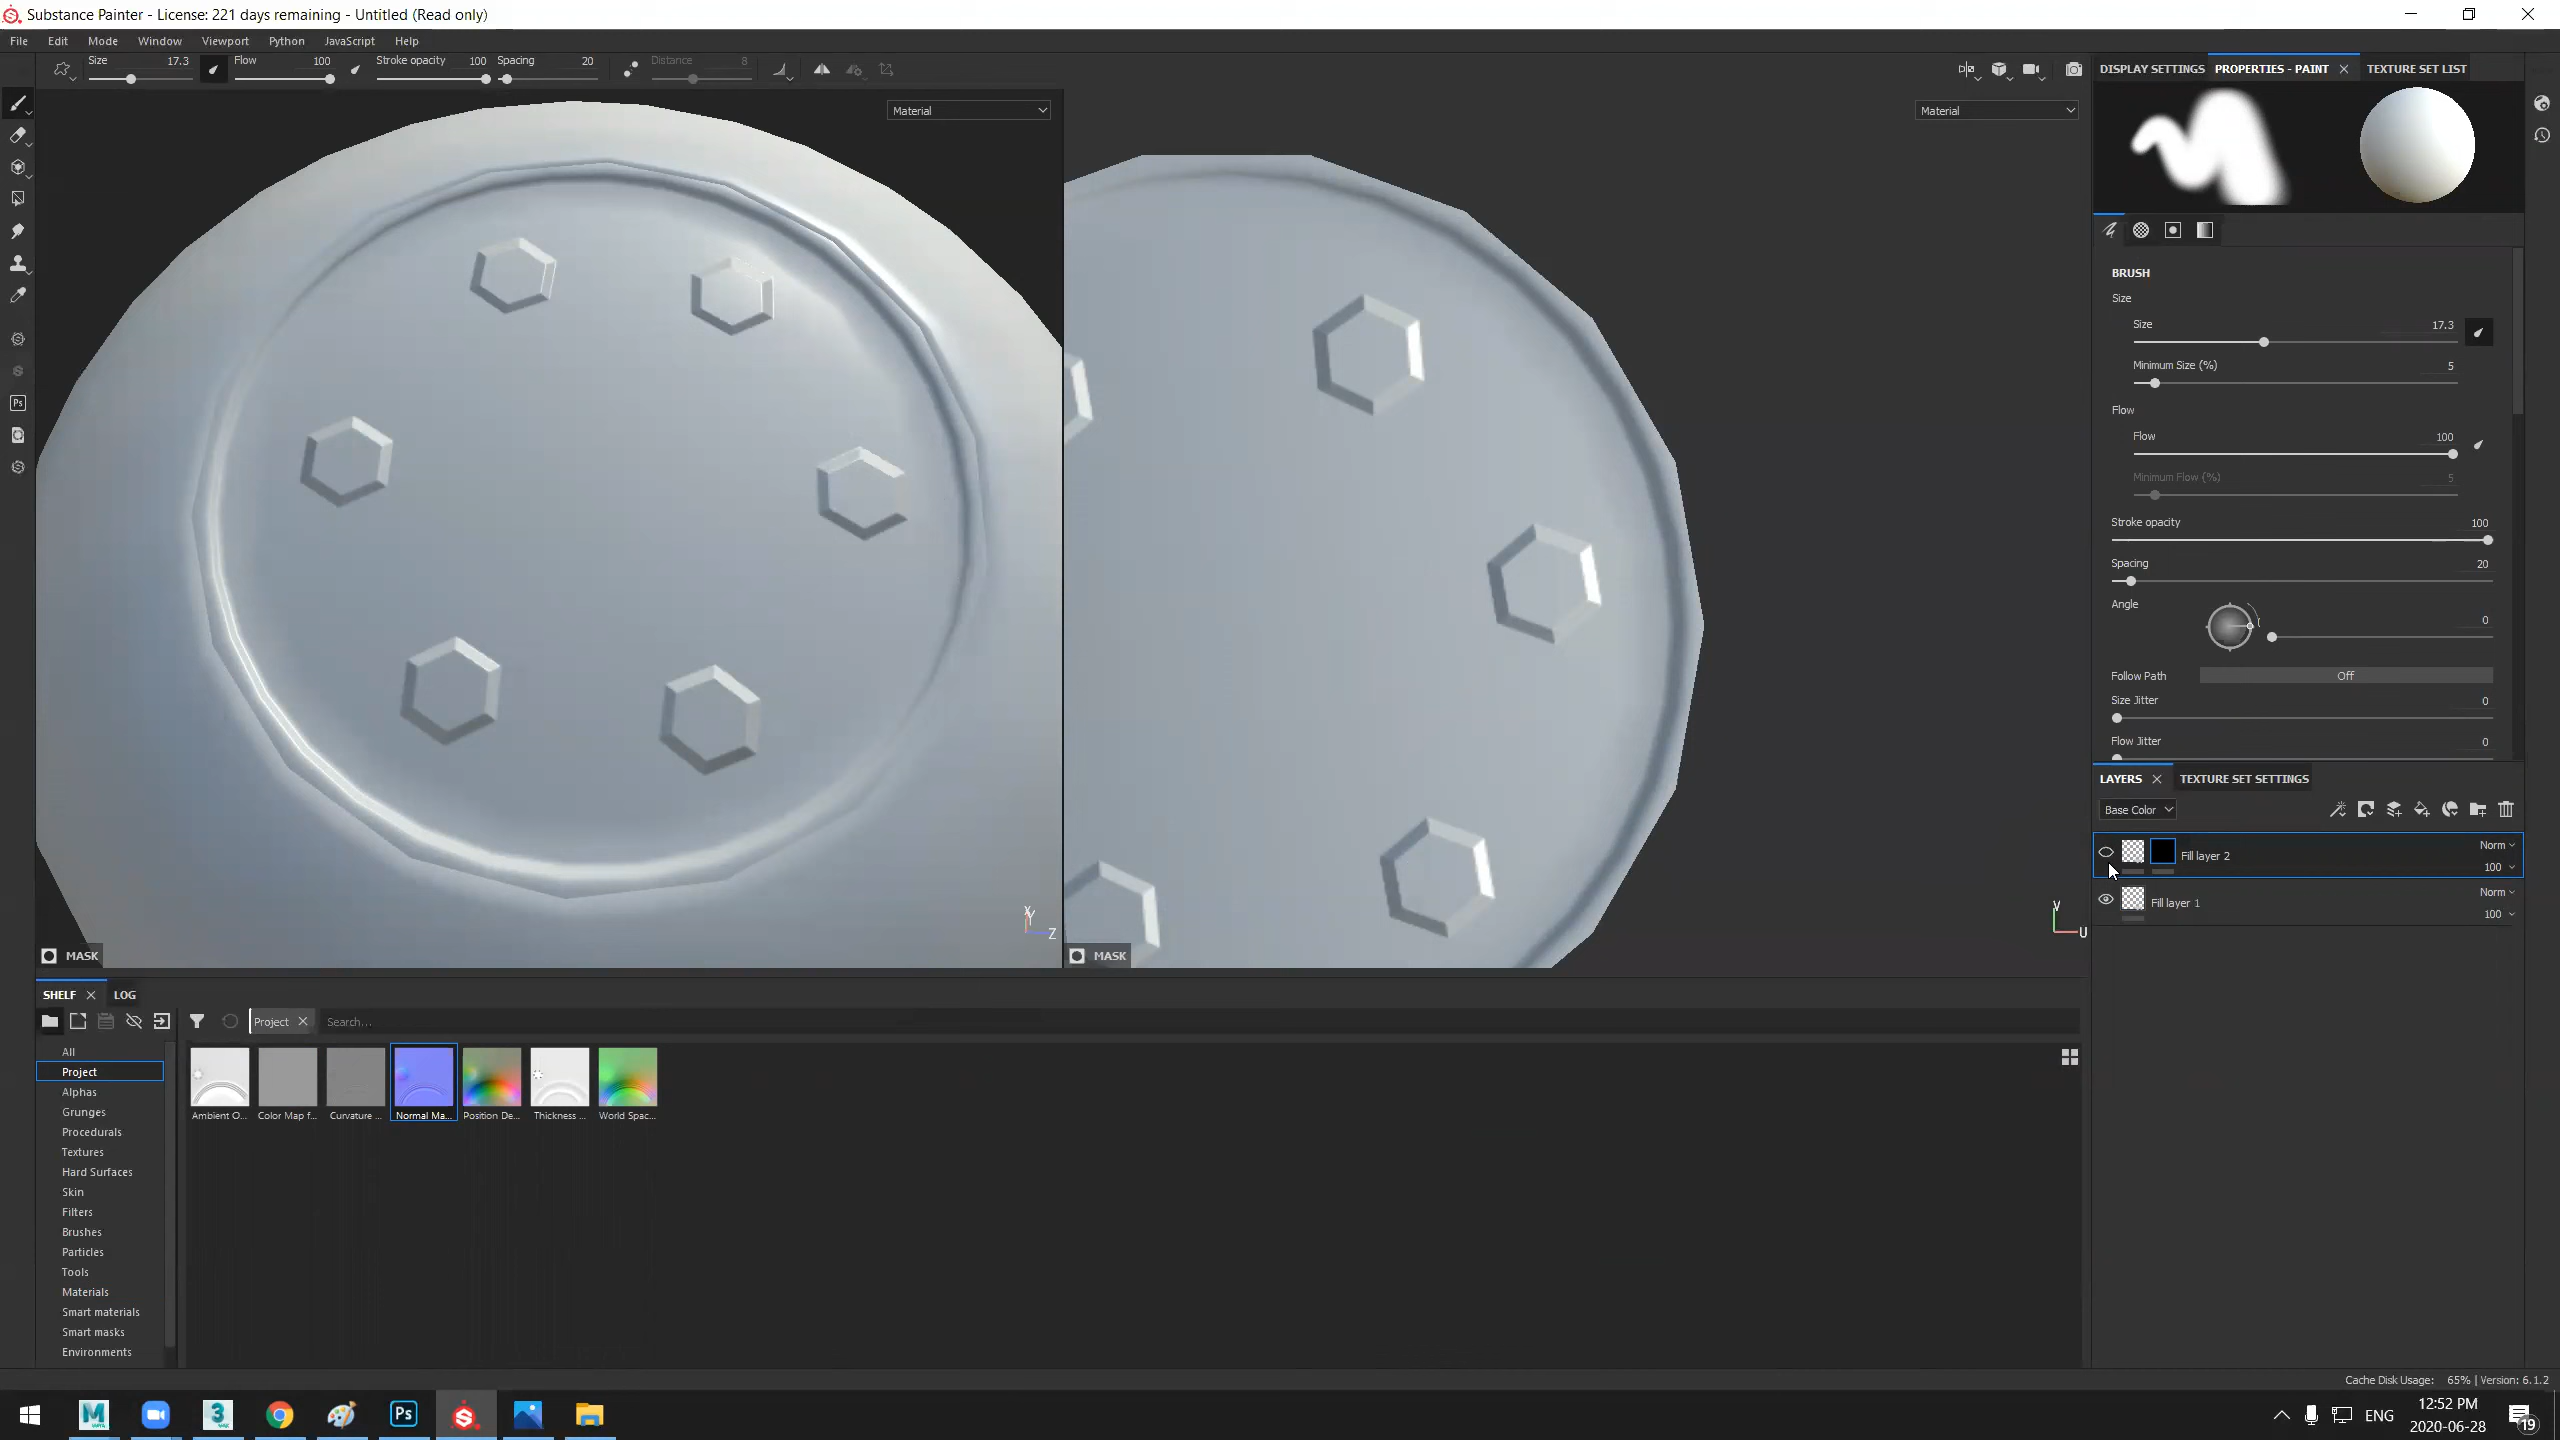 Substance Painter - License: 221 days remaining - Untitled (Read only)
File Edit Mode Window Viewport Python JavaScript Help
Size 17.3 Flow 100 Stroke opacity 100 Spacing 20 Distance 8
Material
Material
DISPLAY SETTINGS PROPERTIES - PAINT TEXTURE SET LIST
BRUSH
Size
Size 17.3
Minimum Size (%) 5
Flow
Flow 100
Minimum Flow (%) 5
Stroke opacity 100
Spacing 20
Angle 0
Follow Path Off
Size Jitter 0
Flow Jitter 0
LAYERS TEXTURE SET SETTINGS
Base Color
Fill layer 2 Norm
100
Fill layer 1 Norm
100
Y
Z
V
U
MASK
MASK
SHELF LOG
Project Search...
All
Project
Alphas
Grunges
Procedurals
Textures
Hard Surfaces
Skin
Filters
Brushes
Particles
Tools
Materials
Smart materials
Smart masks
Environments
Ambient O... Color Map f... Curvature ... Normal Ma... Position De... Thickness ... World Spac...
Cache Disk Usage: 65% | Version: 6.1.2
Ps
ENG
12:52 PM
2020-06-28
19